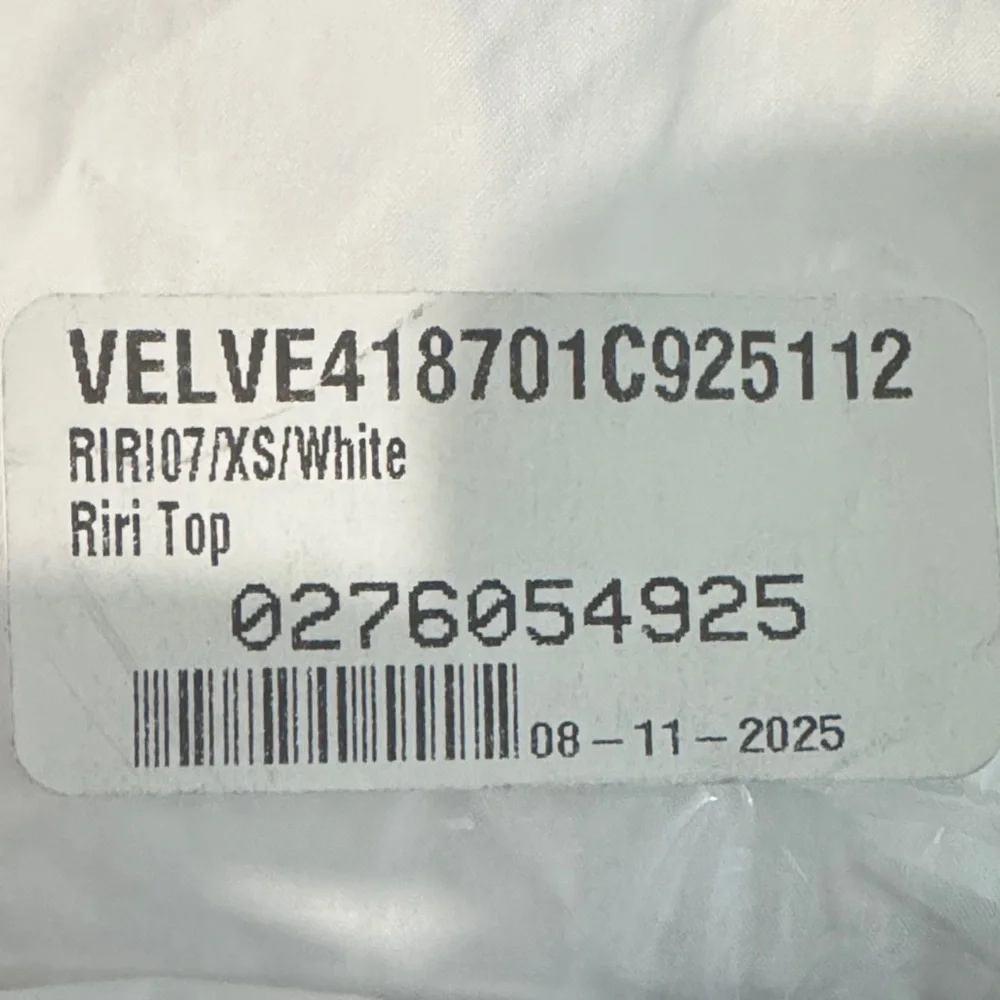 VELVE418701C925112
RIRI07/XS/White
Riri Top
0276054925
08-11-2025